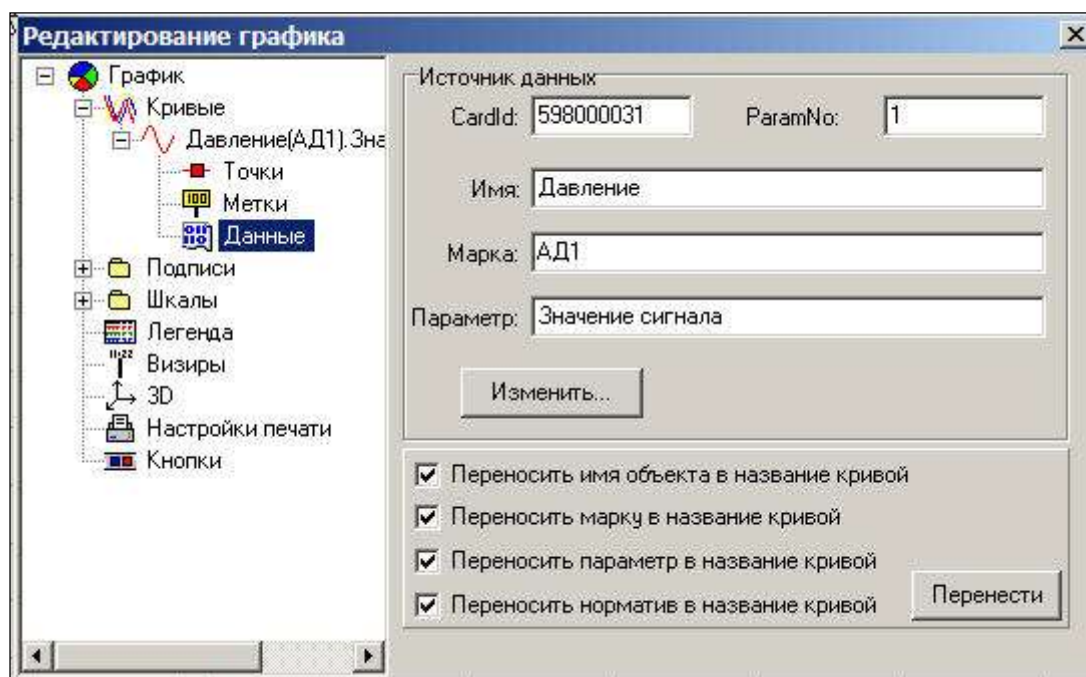 Редактирование графика
График
Кривые
Давление(АД1).Зна
Точки
Метки
Данные
Подписи
Шкалы
Легенда
Визиры
3D
Настройки печати
Кнопки
Источник данных
CardId: 598000031 ParamNo: 1
Имя: Давление
Марка: АД1
Параметр: Значение сигнала
Изменить...
Переносить имя объекта в название кривой
Переносить марку в название кривой
Переносить параметр в название кривой
Переносить норматив в название кривой
Перенести